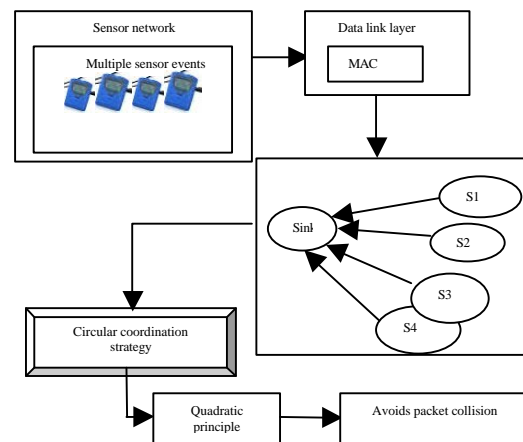 Sensor network
Multiple sensor events
Data link layer
MAC
Sink
S1
S2
S3
S4
Circular coordination
strategy
Quadratic
principle
Avoids packet collision